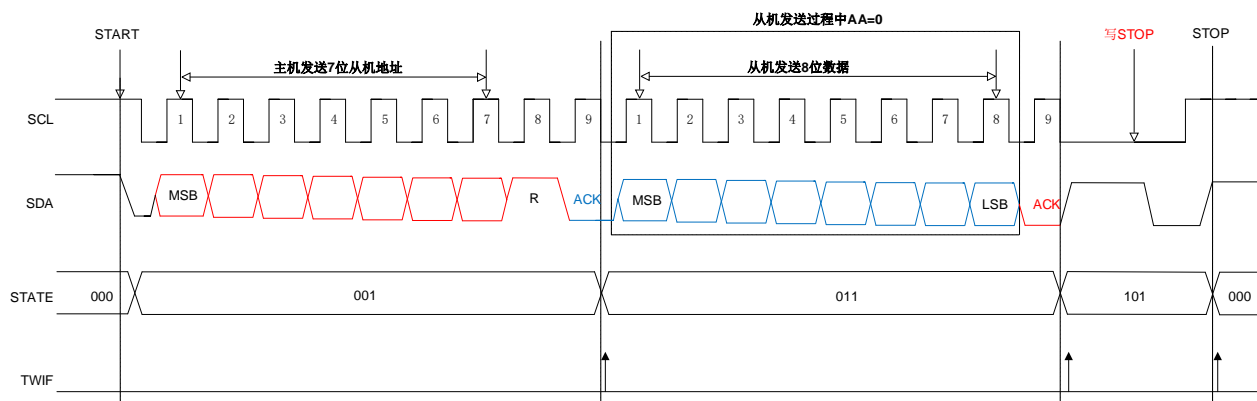 从机发送过程中AA=0
START
写STOP
STOP
主机发送7位从机地址
从机发送8位数据
SCL
1 2 3 4 5 6 7 8 9 1 2 3 4 5 6 7 8 9
SDA
MSB R ACK MSB LSB ACK
STATE
000 001 011 101 000
TWIF